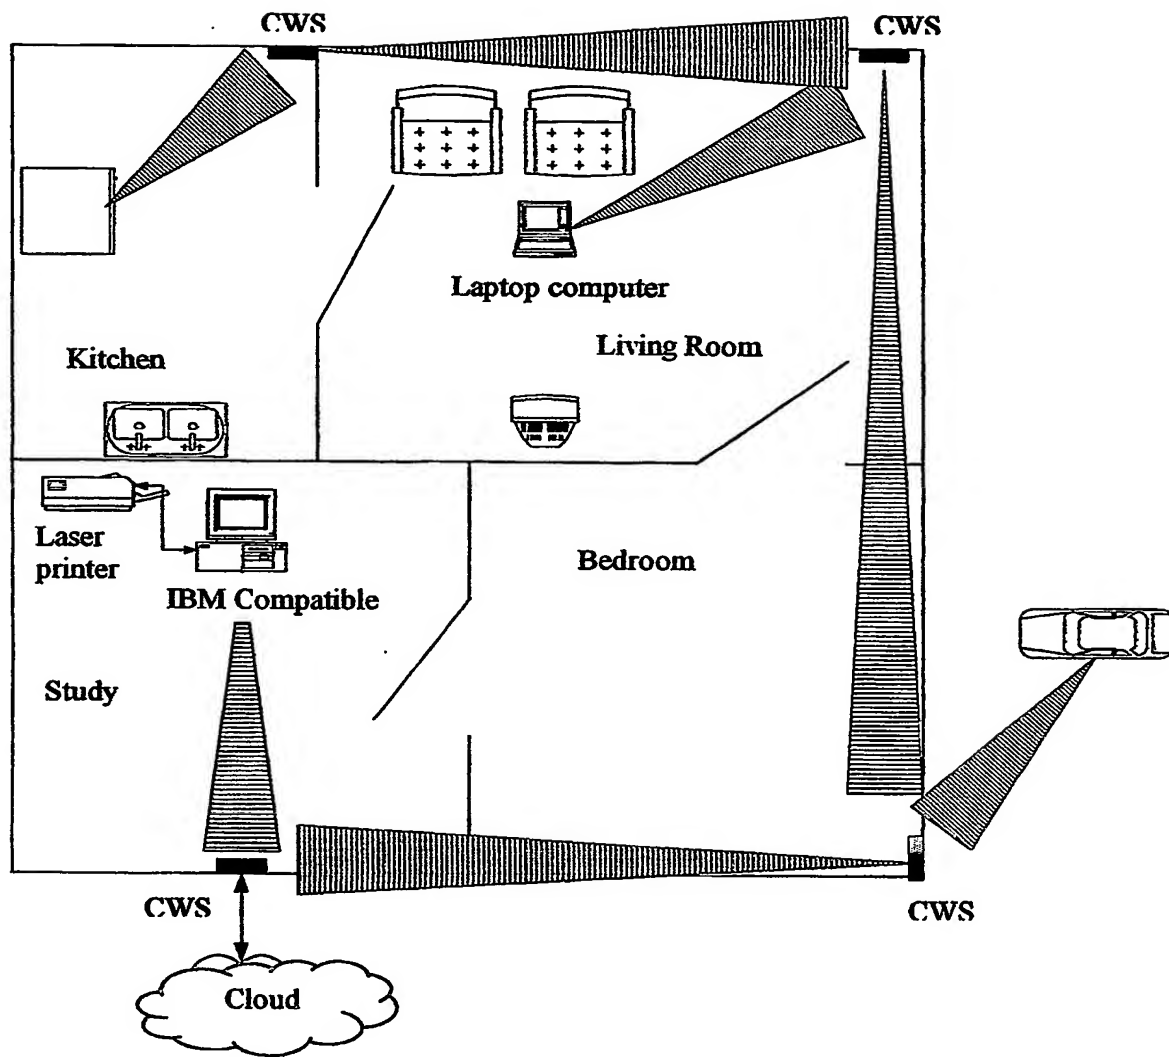 CWS
CWS
Laptop computer
Living Room
Kitchen
Laser
printer
IBM Compatible
Bedroom
Study
CWS
CWS
Cloud